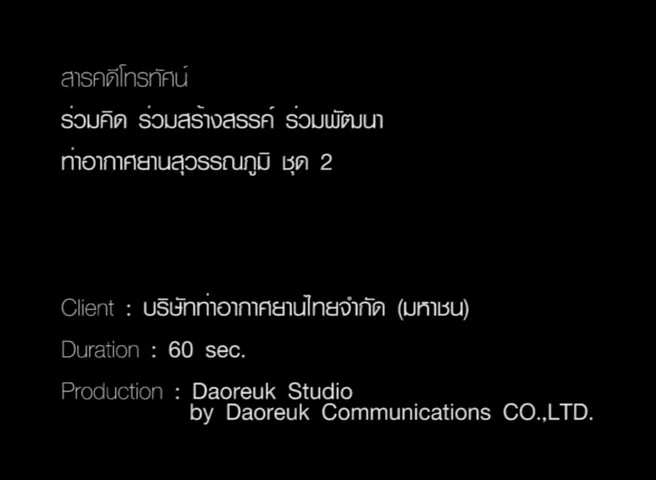 สารคดีโทรทัศน์
ร่วมคิด ร่วมสร้างสรรค์ ร่วมพัฒนา
ท่าอากาศยานสุวรรณภูมิ ชุด 2
Client : บริษัทท่าอากาศยานไทยจำกัด (มหาชน)
Duration : 60 sec.
Production : Daoreuk Studio
by Daoreuk Communications CO.,LTD.